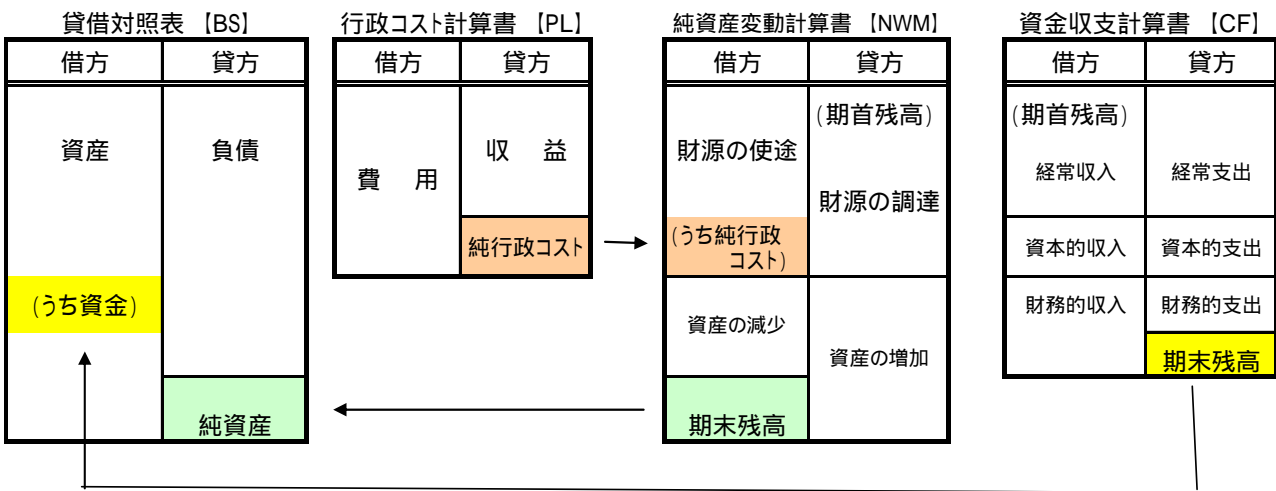 貸借対照表 【BS】
借方 貸方
資産 負債
(うち資金)
純資産
行政コスト計算書 【PL】
借方 貸方
費 用
収 益
純行政コスト
純資産変動計算書 【NWM】
借方 貸方
財源の使途
(うち純行政
コスト)
資産の減少
期末残高
(期首残高)
財源の調達
資産の増加
資金収支計算書 【CF】
借方 貸方
(期首残高)
経常収入 経常支出
資本的収入 資本的支出
財務的収入 財務的支出
期末残高